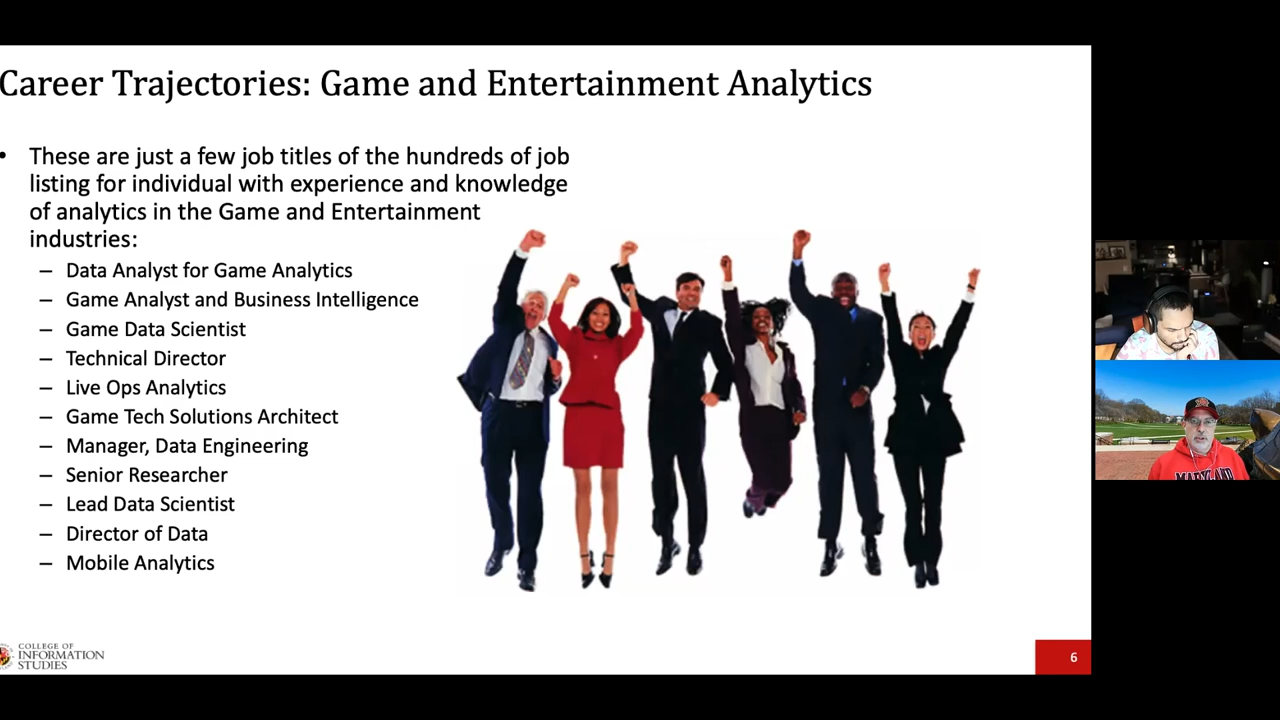 Career Trajectories: Game and Entertainment Analytics
• These are just a few job titles of the hundreds of job
listing for individual with experience and knowledge
of analytics in the Game and Entertainment
industries:
– Data Analyst for Game Analytics
– Game Analyst and Business Intelligence
– Game Data Scientist
– Technical Director
– Live Ops Analytics
– Game Tech Solutions Architect
– Manager, Data Engineering
– Senior Researcher
– Lead Data Scientist
– Director of Data
– Mobile Analytics
COLLEGE OF
INFORMATION
STUDIES
6
MARYLAND